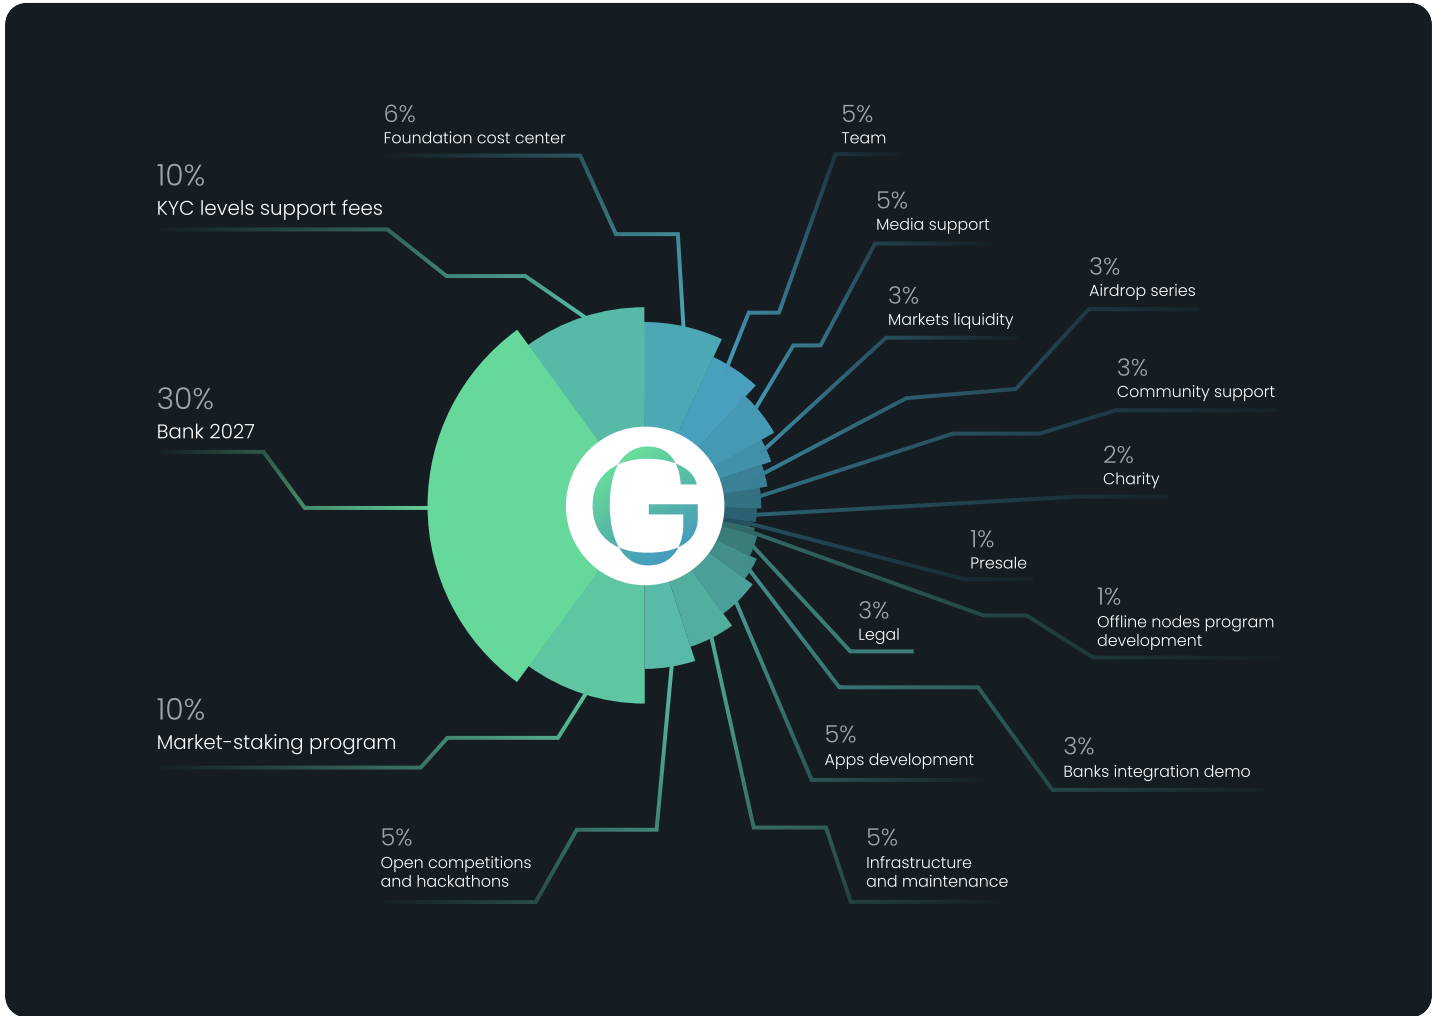 6%
Foundation cost center
5%
Team
10%
KYC levels support fees
5%
Media support
3%
Airdrop series
3%
Markets liquidity
3%
Community support
30%
Bank 2027
2%
Charity
G
1%
Presale
1%
Offline nodes program
development
3%
Legal
10%
Market-staking program
5%
Apps development
3%
Banks integration demo
5%
Open competitions
and hackathons
5%
Infrastructure
and maintenance